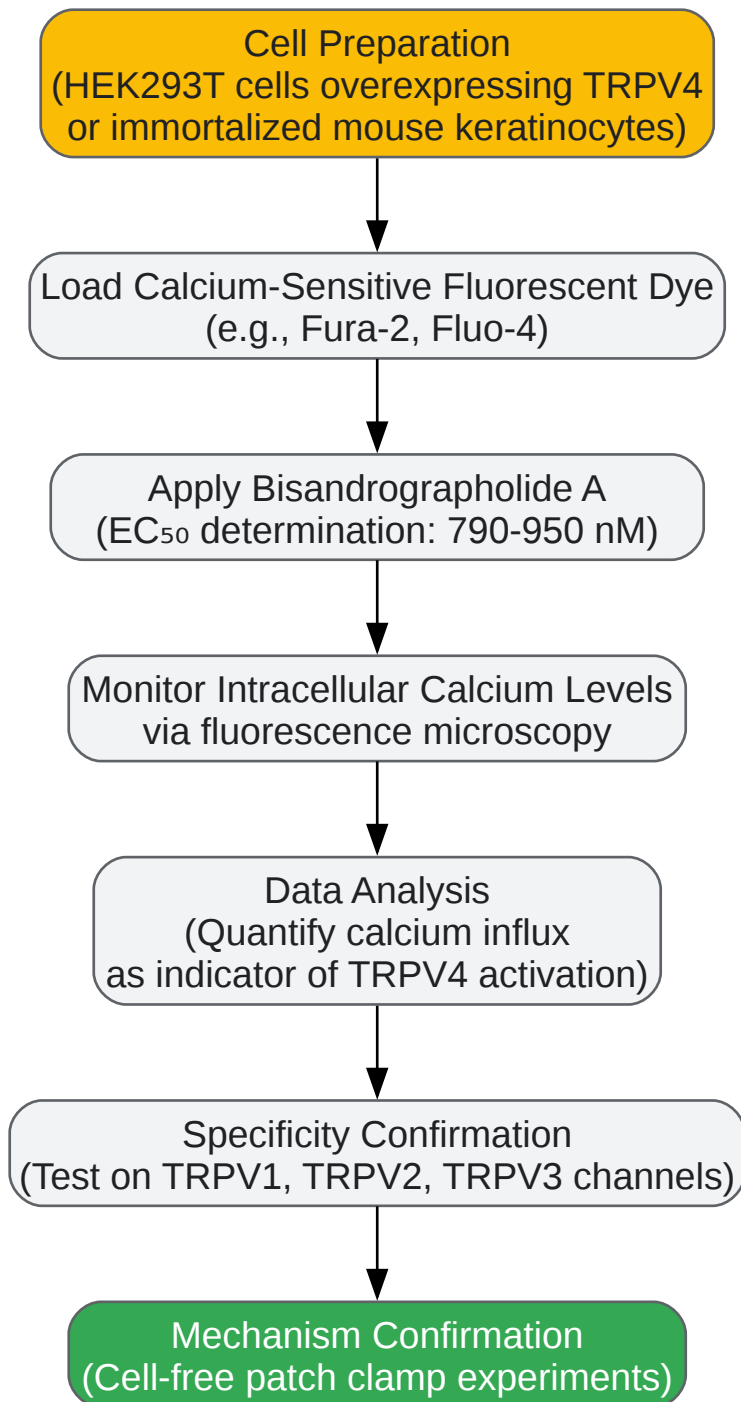 Cell Preparation
(HEK293T cells overexpressing TRPV4
or immortalized mouse keratinocytes)
Load Calcium-Sensitive Fluorescent Dye
(e.g., Fura-2, Fluo-4)
Apply Bisandrographolide A
(EC₅₀ determination: 790-950 nM)
Monitor Intracellular Calcium Levels
via fluorescence microscopy
Data Analysis
(Quantify calcium influx
as indicator of TRPV4 activation)
Specificity Confirmation
(Test on TRPV1, TRPV2, TRPV3 channels)
Mechanism Confirmation
(Cell-free patch clamp experiments)